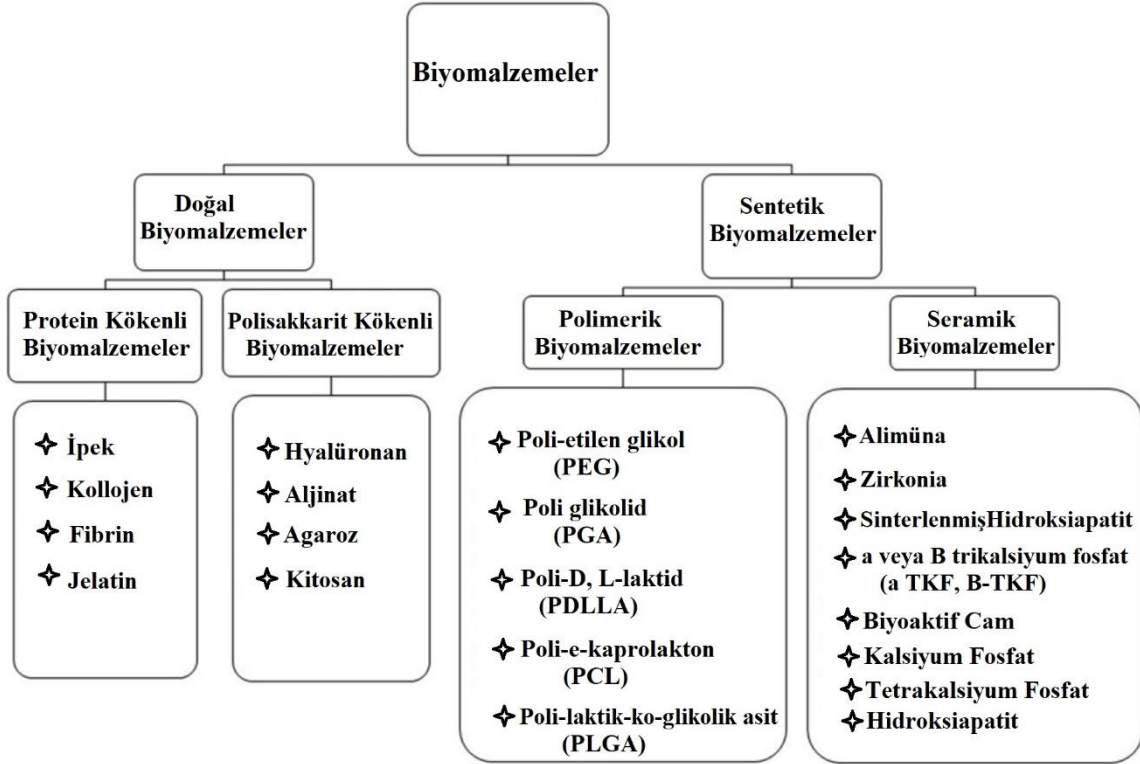 Biyomalzemeler
Doğal
Biyomalzemeler
Sentetik
Biyomalzemeler
Protein Kökenli
Biyomalzemeler
Polisakkarit Kökenli
Biyomalzemeler
Polimerik
Biyomalzemeler
Seramik
Biyomalzemeler
İpek
Kollojen
Fibrin
Jelatin
Hyalüronan
Aljinat
Agaroz
Kitosan
Poli-etilen glikol
(PEG)
Poli glikolid
(PGA)
Poli-D, L-laktid
(PDLLA)
Poli-e-kaprolakton
(PCL)
Poli-laktik-ko-glikolik asit
(PLGA)
Alimüna
Zirkonia
SinterlenmişHidroksiapatit
a veya B trikalsiyum fosfat
(a TKF, B-TKF)
Biyoaktif Cam
Kalsiyum Fosfat
Tetrakalsiyum Fosfat
Hidroksiapatit